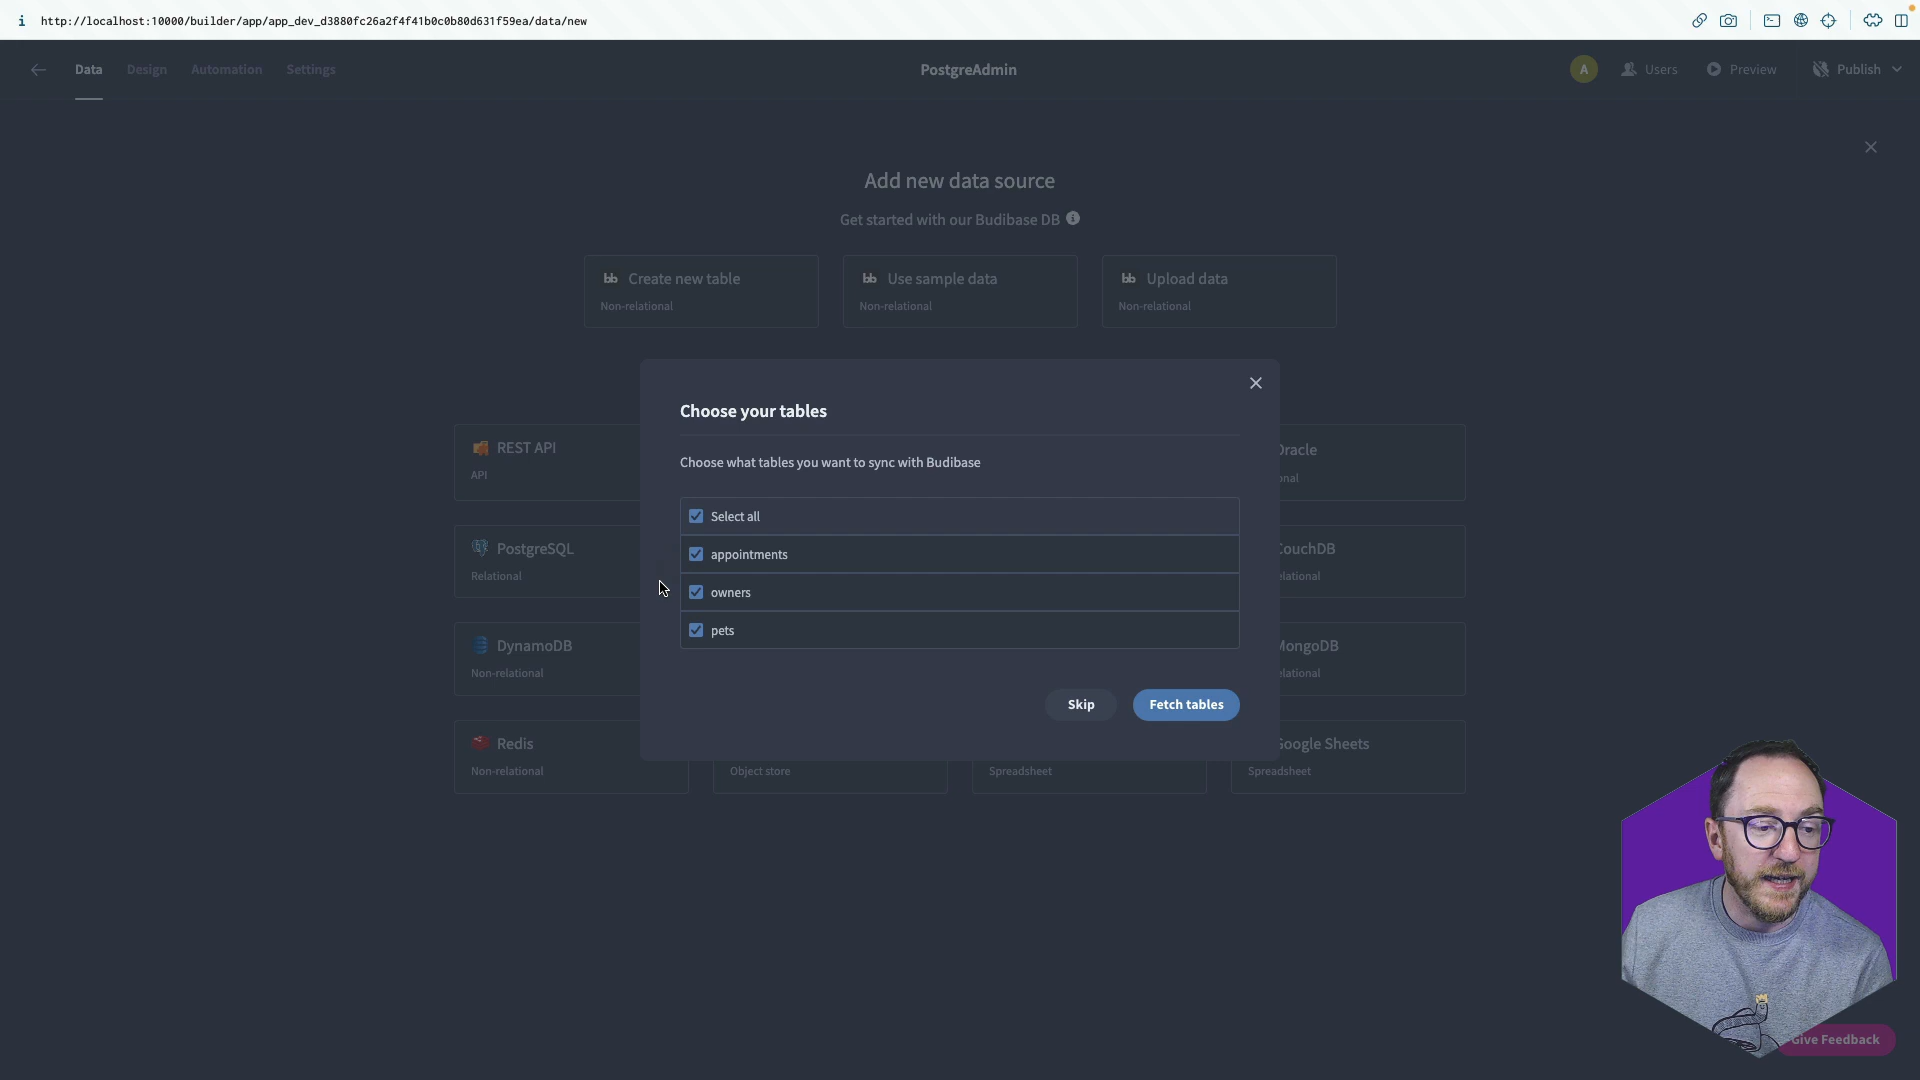 http://localhost:10000/builder/app/app_dev_d3880fc26a2f4f41b0c0b80d631f59ea/data/new
Data Design Automation Settings
PostgreAdmin
A Users Preview Publish
Add new data source
Get started with our Budibase DB
bb Create new table
Non-relational
bb Use sample data
Non-relational
bb Upload data
Non-relational
Choose your tables
Choose what tables you want to sync with Budibase
Select all
appointments
owners
pets
Skip
Fetch tables
REST API
API
Oracle
PostgreSQL
Relational
CouchDB
DynamoDB
Non-relational
MongoDB
Redis
Non-relational
Object store
Spreadsheet
Google Sheets
Spreadsheet
Give Feedback